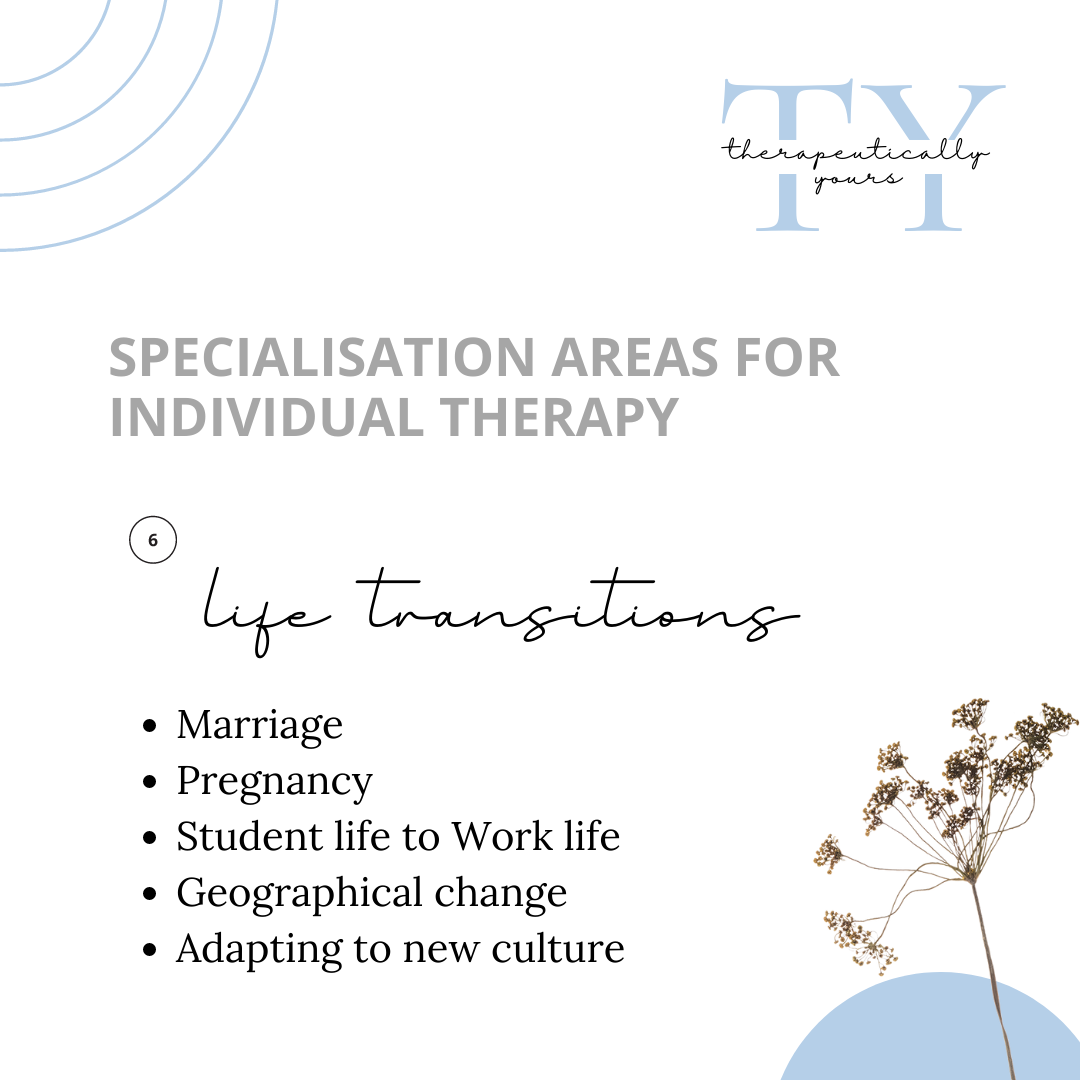 TY
therapeutically
yours
SPECIALISATION AREAS FOR
INDIVIDUAL THERAPY
6
life transitions
• Marriage
• Pregnancy
• Student life to Work life
• Geographical change
• Adapting to new culture